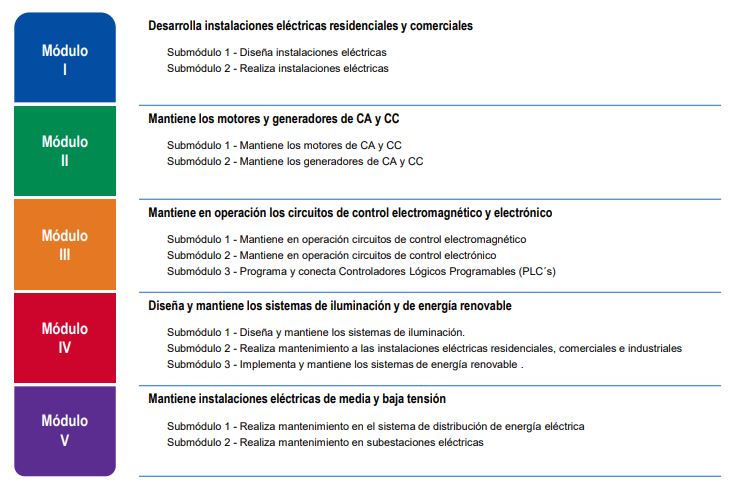 Módulo
I
Desarrolla instalaciones eléctricas residenciales y comerciales
Submódulo 1 - Diseña instalaciones eléctricas
Submódulo 2 - Realiza instalaciones eléctricas
Módulo
II
Mantiene los motores y generadores de CA y CC
Submódulo 1 - Mantiene los motores de CA y CC
Submódulo 2 - Mantiene los generadores de CA y CC
Módulo
III
Mantiene en operación los circuitos de control electromagnético y electrónico
Submódulo 1 - Mantiene en operación circuitos de control electromagnético
Submódulo 2 - Mantiene en operación circuitos de control electrónico
Submódulo 3 - Programa y conecta Controladores Lógicos Programables (PLC´s)
Módulo
IV
Diseña y mantiene los sistemas de iluminación y de energía renovable
Submódulo 1 - Diseña y mantiene los sistemas de iluminación.
Submódulo 2 - Realiza mantenimiento a las instalaciones eléctricas residenciales, comerciales e industriales
Submódulo 3 - Implementa y mantiene los sistemas de energía renovable .
Módulo
V
Mantiene instalaciones eléctricas de media y baja tensión
Submódulo 1 - Realiza mantenimiento en el sistema de distribución de energía eléctrica
Submódulo 2 - Realiza mantenimiento en subestaciones eléctricas